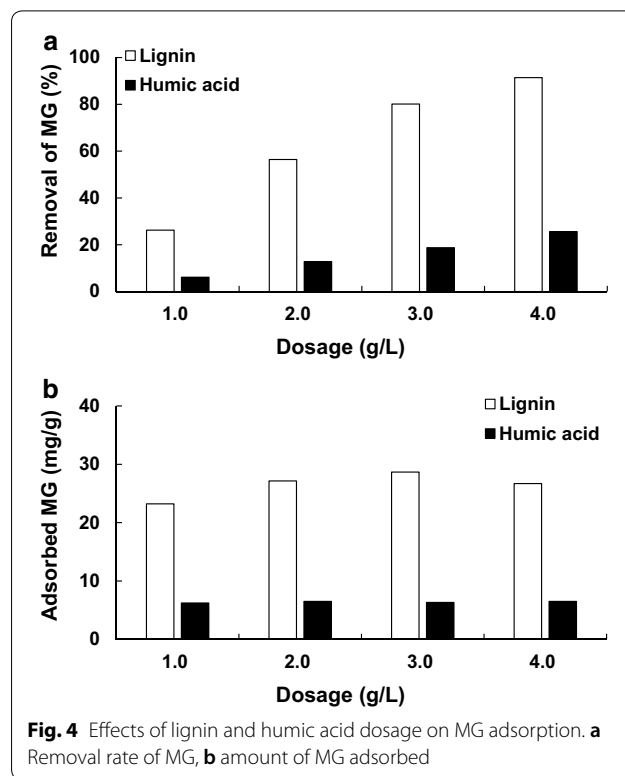 a
Lignin
Humic acid
Removal of MG (%)
100
80
60
40
20
0
1.0 2.0 3.0 4.0
Dosage (g/L)
b
Lignin
Humic acid
Adsorbed MG (mg/g)
40
30
20
10
0
1.0 2.0 3.0 4.0
Dosage (g/L)
Fig. 4 Effects of lignin and humic acid dosage on MG adsorption. a
Removal rate of MG, b amount of MG adsorbed